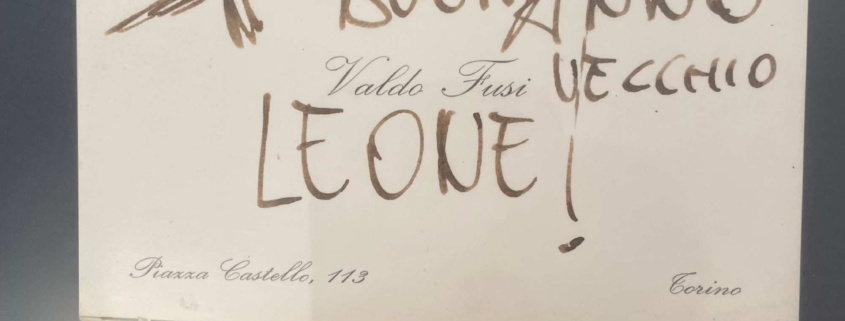 BUON ANNO
Valdo Fusi VECCHIO
LEONE!
Piazza Castello, 113 Torino